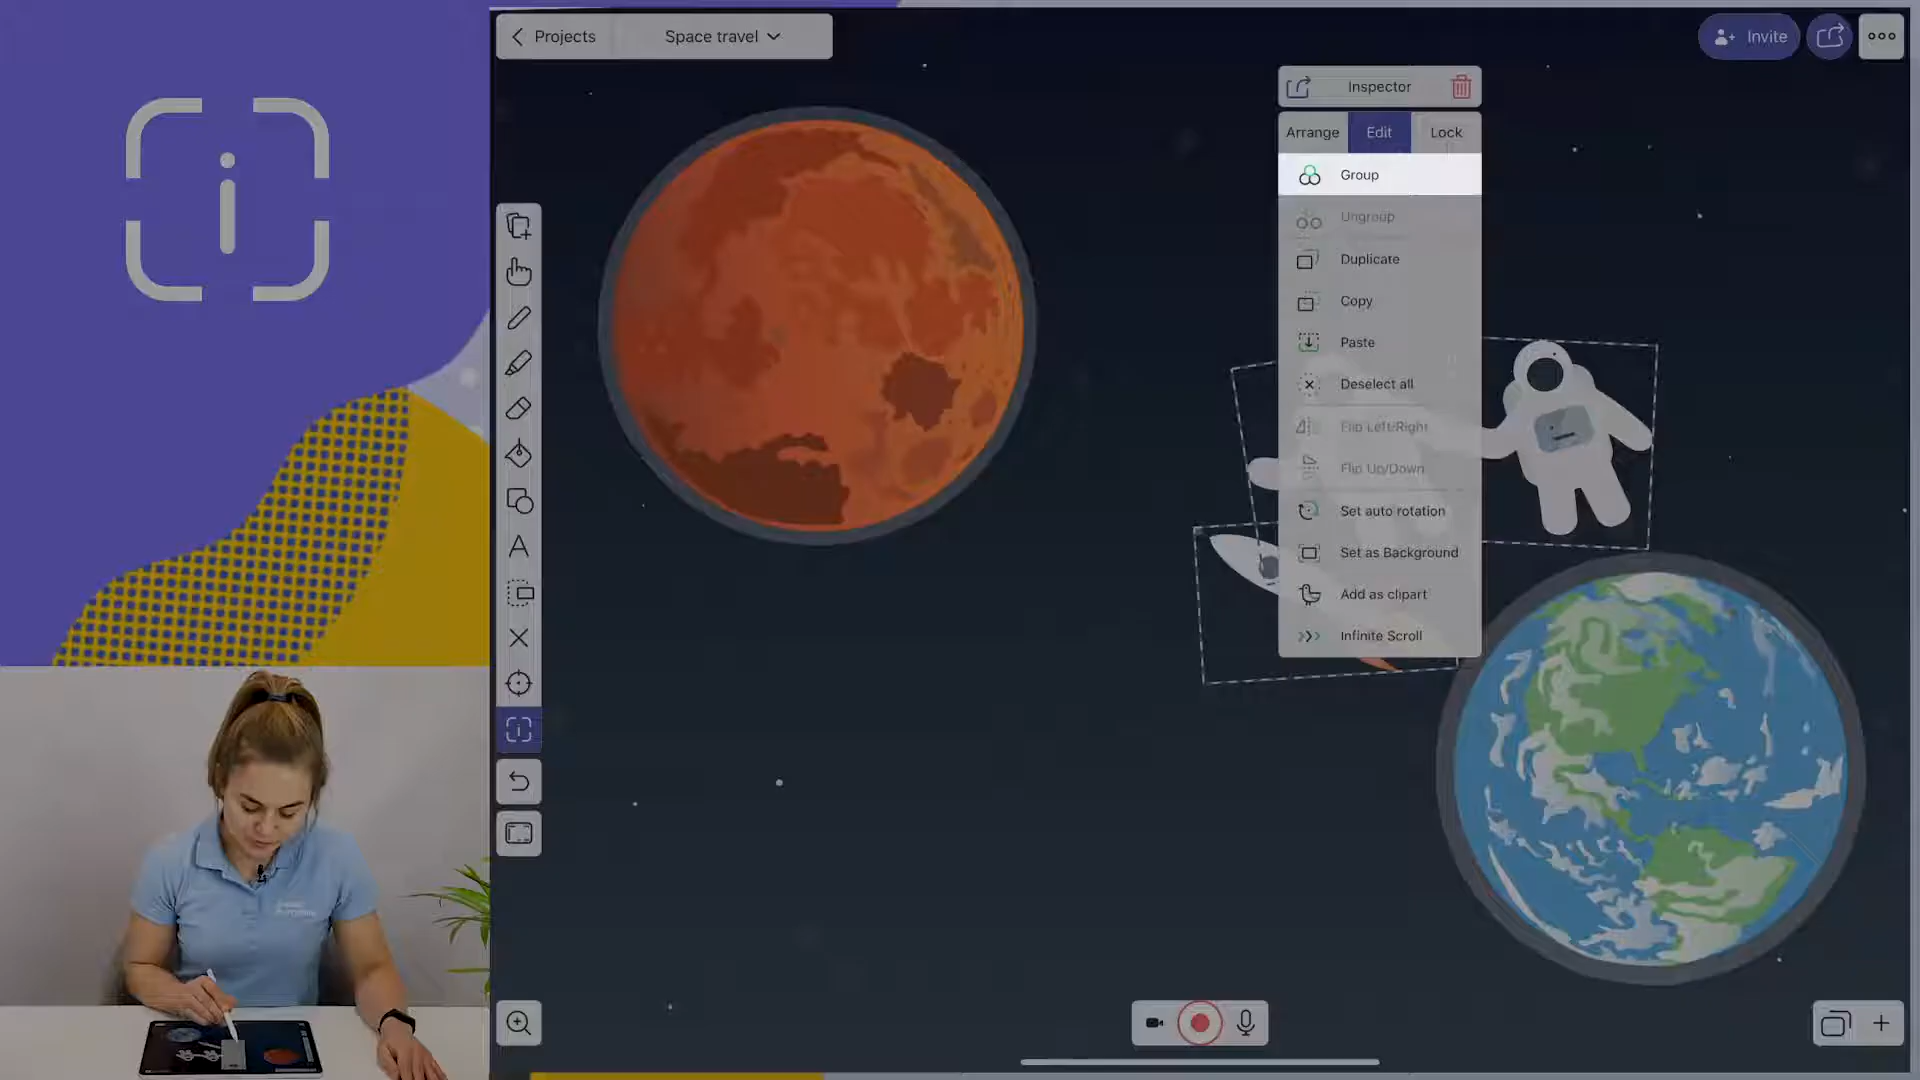 Projects
Space travel
Invite
Inspector
Arrange
Edit
Lock
Group
Ungroup
Duplicate
Copy
Paste
Deselect all
Flip Left/Right
Flip Up/Down
Set auto rotation
Set as Background
Add as clipart
Infinite Scroll